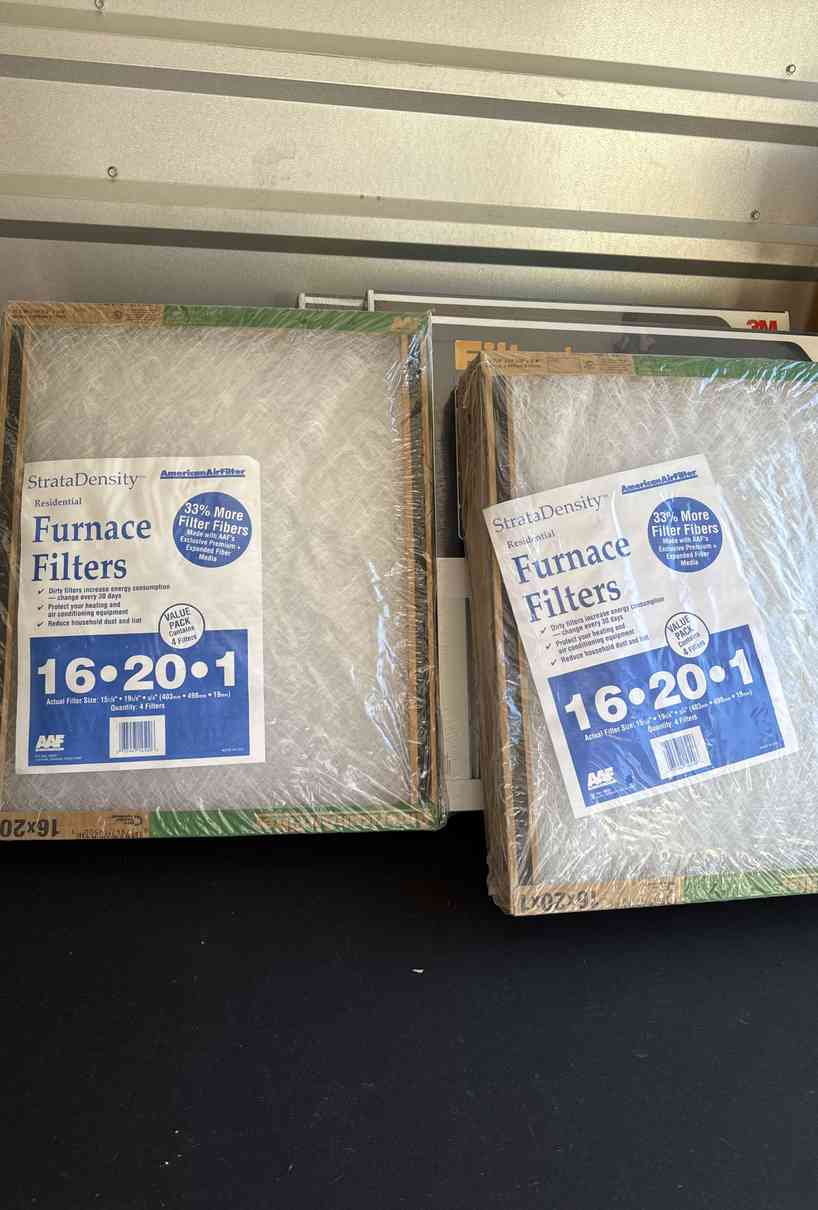 3M
StrataDensity™
AmericanAirFilter
Residential
Furnace
Filters
33% More
Filter Fibers
Made with AAF's
Exclusive Premium +
Expanded Fiber
Media
✓ Dirty filters increase energy consumption
— change every 30 days
✓ Protect your heating and
air conditioning equipment
✓ Reduce household dust and lint
VALUE
PACK
Contains
4 Filters
16•20•1
Quantity: 4 Filters
AAF
16x20
StrataDensity™
AmericanAirFilter
Residential
Furnace
Filters
33% More
Filter Fibers
Made with AAF's
Exclusive Premium +
Expanded Fiber
Media
✓ Dirty filters increase energy consumption
— change every 30 days
✓ Protect your heating and
air conditioning equipment
✓ Reduce household dust and lint
VALUE
PACK
Contains
4 Filters
16•20•1
Quantity: 4 Filters
AAF
16x20x1